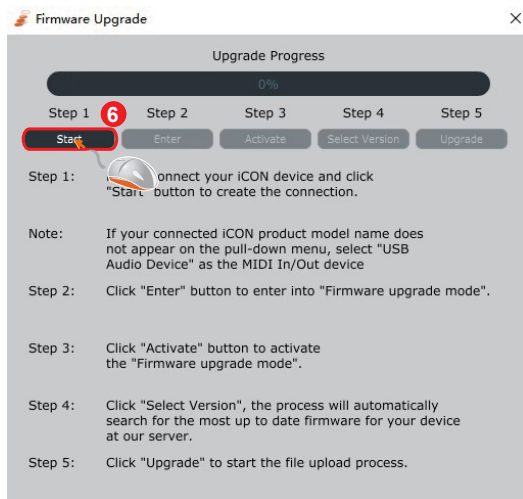 Firmware Upgrade
Upgrade Progress
0%
Step 1 6 Step 2 Step 3 Step 4 Step 5
Start Enter Activate Select Version Upgrade
Step 1: onnect your iCON device and click
"Start" button to create the connection.
Note: If your connected iCON product model name does
not appear on the pull-down menu, select "USB
Audio Device" as the MIDI In/Out device
Step 2: Click "Enter" button to enter into "Firmware upgrade mode".
Step 3: Click "Activate" button to activate
the "Firmware upgrade mode".
Step 4: Click "Select Version", the process will automatically
search for the most up to date firmware for your device
at our server.
Step 5: Click "Upgrade" to start the file upload process.